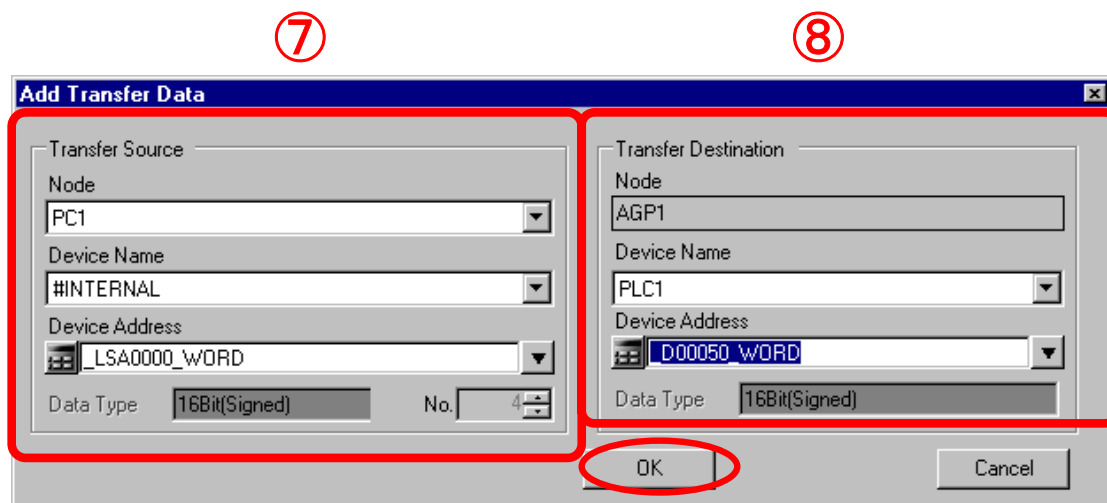 ⑦
⑧
Add Transfer Data
Transfer Source
Node
PC1
Device Name
#INTERNAL
Device Address
_LSA0000_WORD
Data Type 16Bit(Signed) No. 4
Transfer Destination
Node
AGP1
Device Name
PLC1
Device Address
_D00050_WORD
Data Type 16Bit(Signed)
OK
Cancel